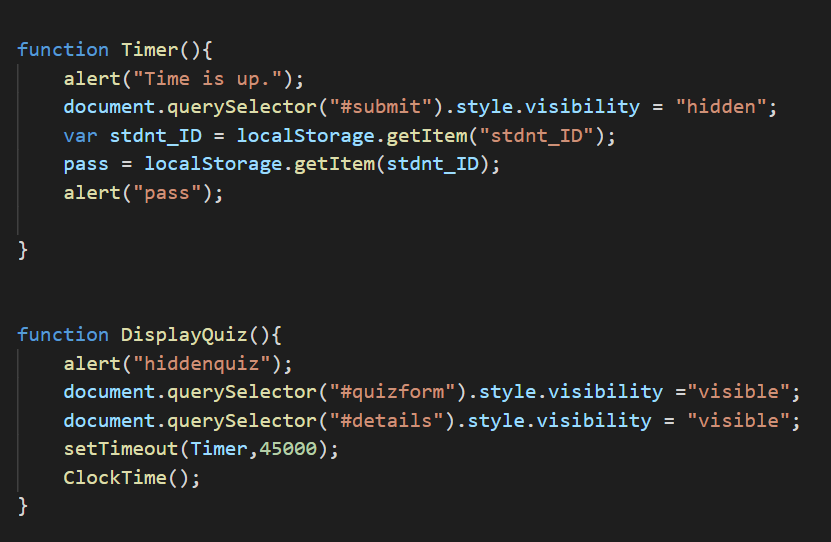 function Timer(){
    alert("Time is up.");
    document.querySelector("#submit").style.visibility = "hidden";
    var stdnt_ID = localStorage.getItem("stdnt_ID");
    pass = localStorage.getItem(stdnt_ID);
    alert("pass");
}
function DisplayQuiz(){
    alert("hiddenquiz");
    document.querySelector("#quizform").style.visibility ="visible";
    document.querySelector("#details").style.visibility = "visible";
    setTimeout(Timer,45000);
    ClockTime();
}